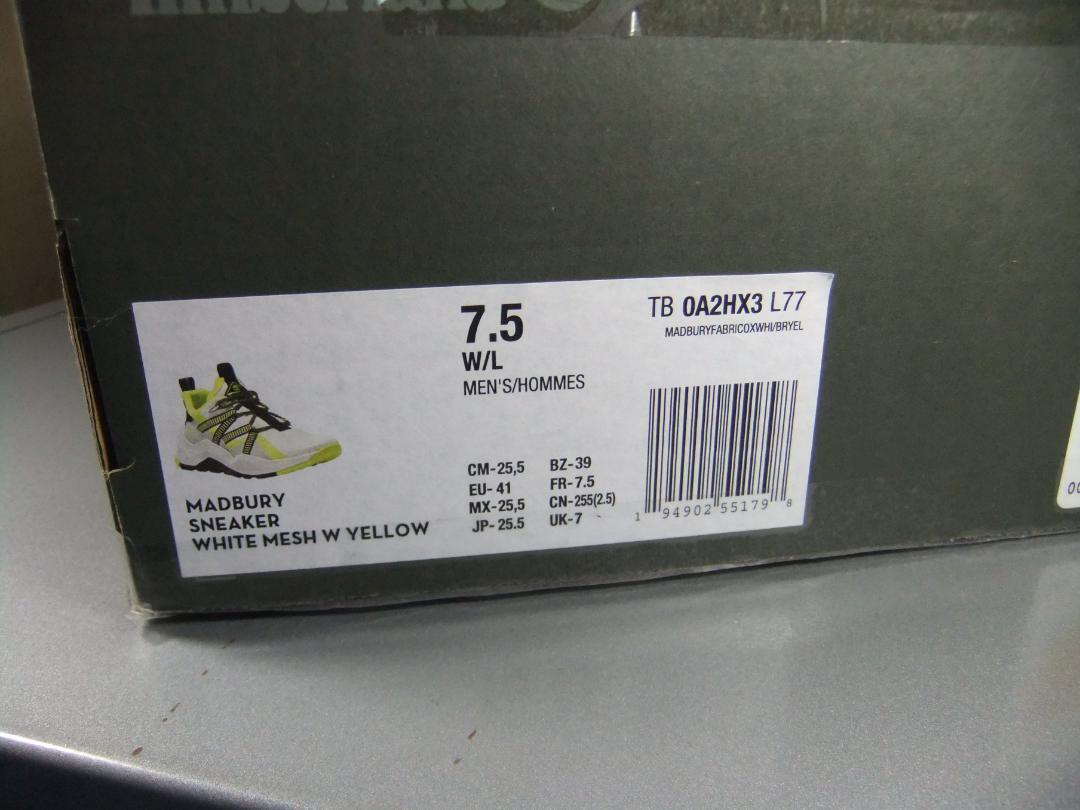 Timberland
7.5
W/L
MEN'S/HOMMES
TB 0A2HX3 L77
MADBURYFABRICOXWHI/BRYEL
CM-25,5 BZ-39
EU- 41 FR-7.5
MX-25,5 CN-255(2.5)
JP-25.5 UK-7
1 94902 55179 8
MADBURY
SNEAKER
WHITE MESH W YELLOW